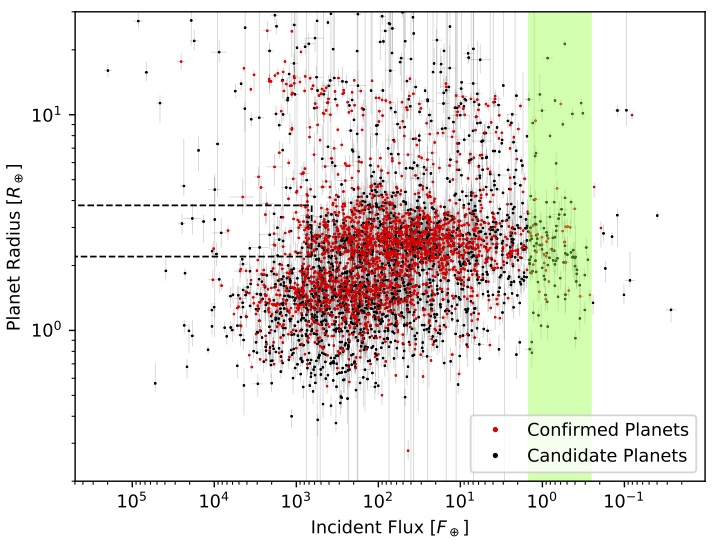 10¹
10⁰
Planet Radius [R⊕]
Confirmed Planets
Candidate Planets
10⁵ 10⁴ 10³ 10² 10¹ 10⁰ 10⁻¹
Incident Flux [F⊕]